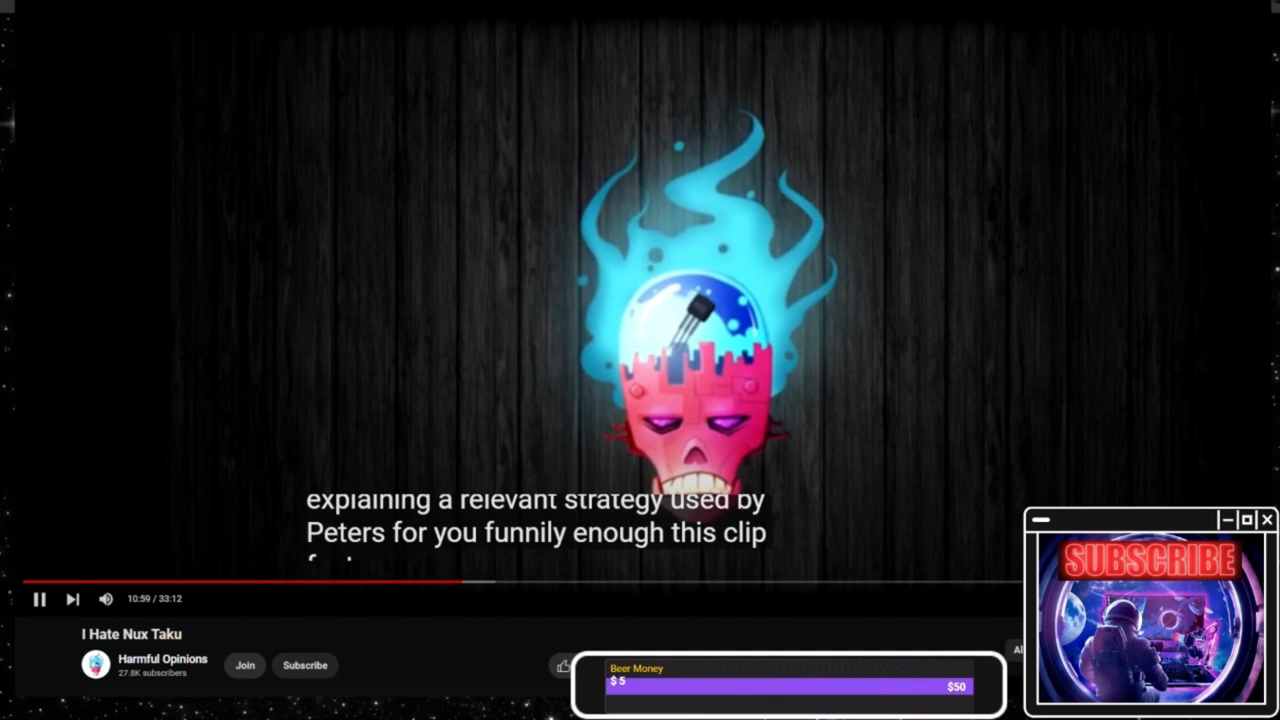 explaining a relevant strategy used by
Peters for you funnily enough this clip
10:59 / 33:12
I Hate Nux Taku
Harmful Opinions
27.8K subscribers
Join
Subscribe
Beer Money
$ 5
$50
SUBSCRIBE